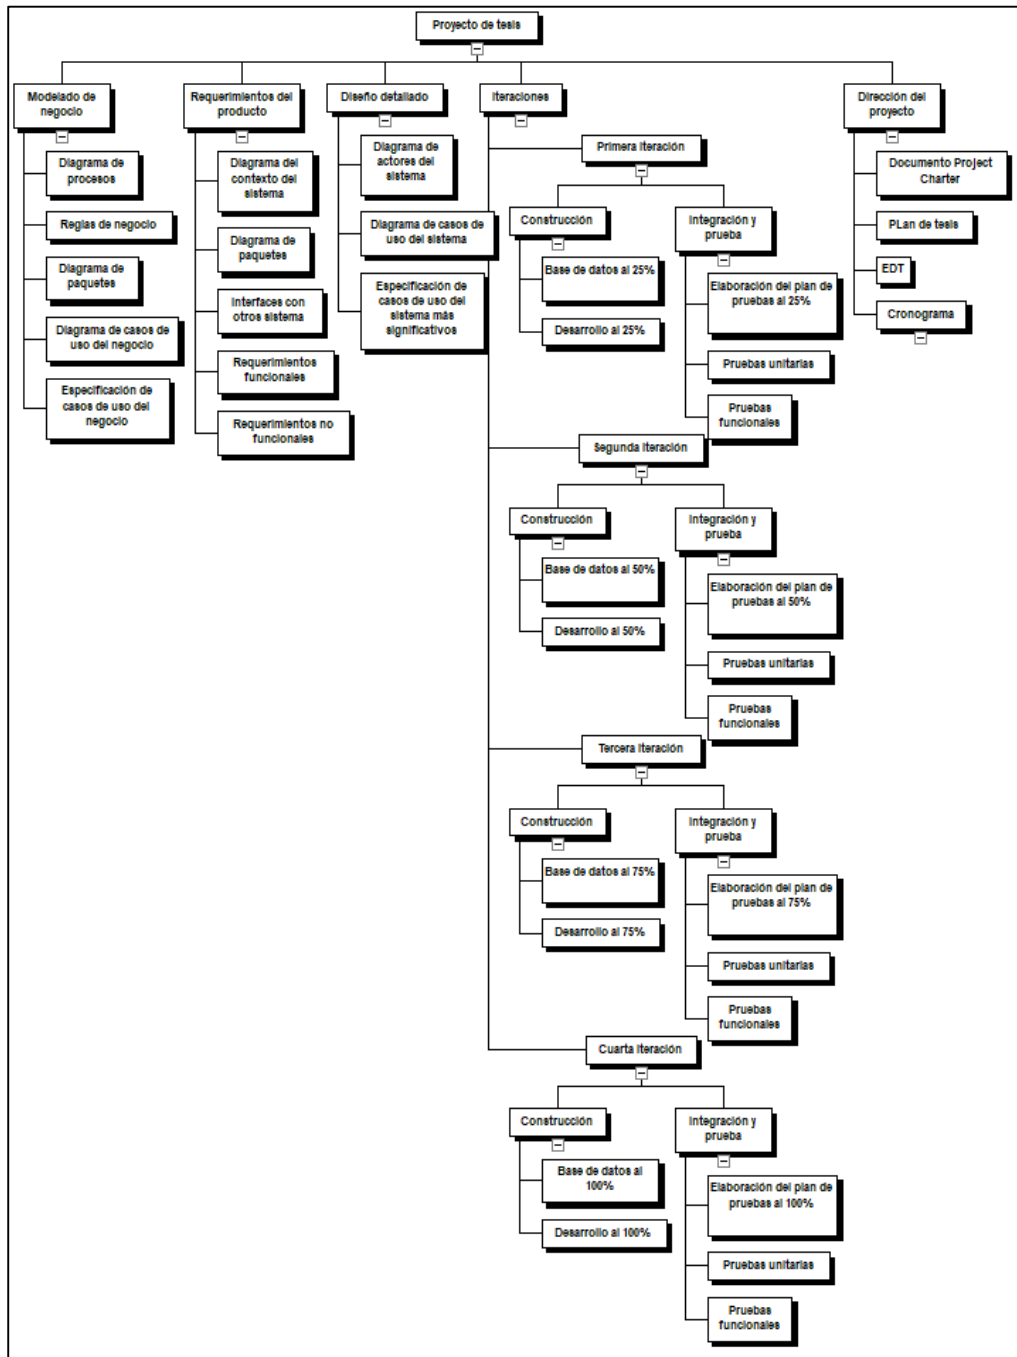 Proyecto de tesis
Modelado de
negocio
Diagrama de
procesos
Reglas de negocio
Diagrama de
paquetes
Diagrama de casos de
uso del negocio
Especificación de
casos de uso del
negocio
Requerimientos del
producto
Diagrama del
contexto del
sistema
Diagrama de
paquetes
Interfaces con
otros sistema
Requerimientos
funcionales
Requerimientos no
funcionales
Diseño detallado
Diagrama de
actores del
sistema
Diagrama de casos de
uso del sistema
Especificación de
casos de uso del
sistema más
significativos
Iteraciones
Primera Iteración
Construcción
Base de datos al 25%
Desarrollo al 25%
Integración y
prueba
Elaboración del plan de
pruebas al 25%
Pruebas unitarias
Pruebas
funcionales
Segunda Iteración
Construcción
Base de datos al 50%
Desarrollo al 50%
Integración y
prueba
Elaboración del plan de
pruebas al 50%
Pruebas unitarias
Pruebas
funcionales
Tercera Iteración
Construcción
Base de datos al 75%
Desarrollo al 75%
Integración y
prueba
Elaboración del plan de
pruebas al 75%
Pruebas unitarias
Pruebas
funcionales
Cuarta Iteración
Construcción
Base de datos al
100%
Desarrollo al 100%
Integración y
prueba
Elaboración del plan de
pruebas al 100%
Pruebas unitarias
Pruebas
funcionales
Dirección del
proyecto
Documento Project
Charter
PLan de tesis
EDT
Cronograma